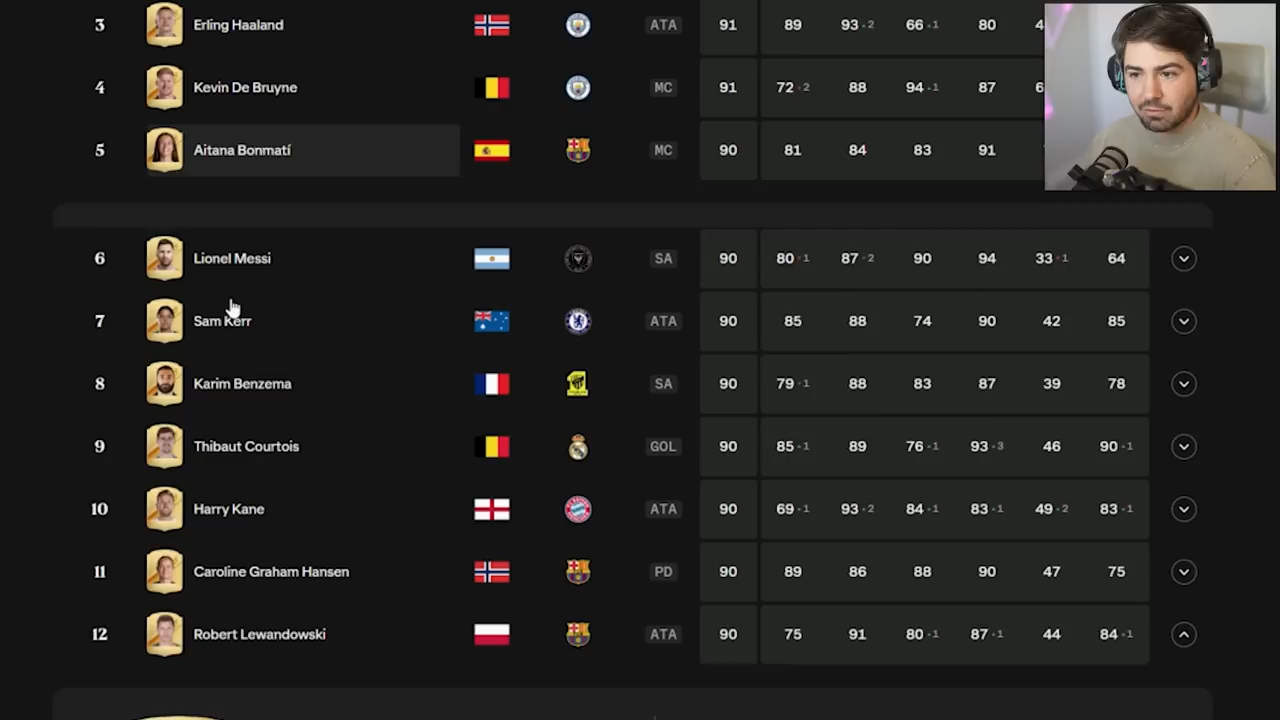 3 Erling Haaland ATA 91 89 93 +2 66 +1 80
4 Kevin De Bruyne MC 91 72 +2 88 94 +1 87
5 Aitana Bonmatí MC 90 81 84 83 91
6 Lionel Messi SA 90 80 +1 87 +2 90 94 33 +1 64
7 Sam Kerr ATA 90 85 88 74 90 42 85
8 Karim Benzema SA 90 79 +1 88 83 87 39 78
9 Thibaut Courtois GOL 90 85 +1 89 76 +1 93 +3 46 90 +1
10 Harry Kane ATA 90 69 +1 93 +2 84 +1 83 +1 49 +2 83 +1
11 Caroline Graham Hansen PD 90 89 86 88 90 47 75
12 Robert Lewandowski ATA 90 75 91 80 +1 87 +1 44 84 +1